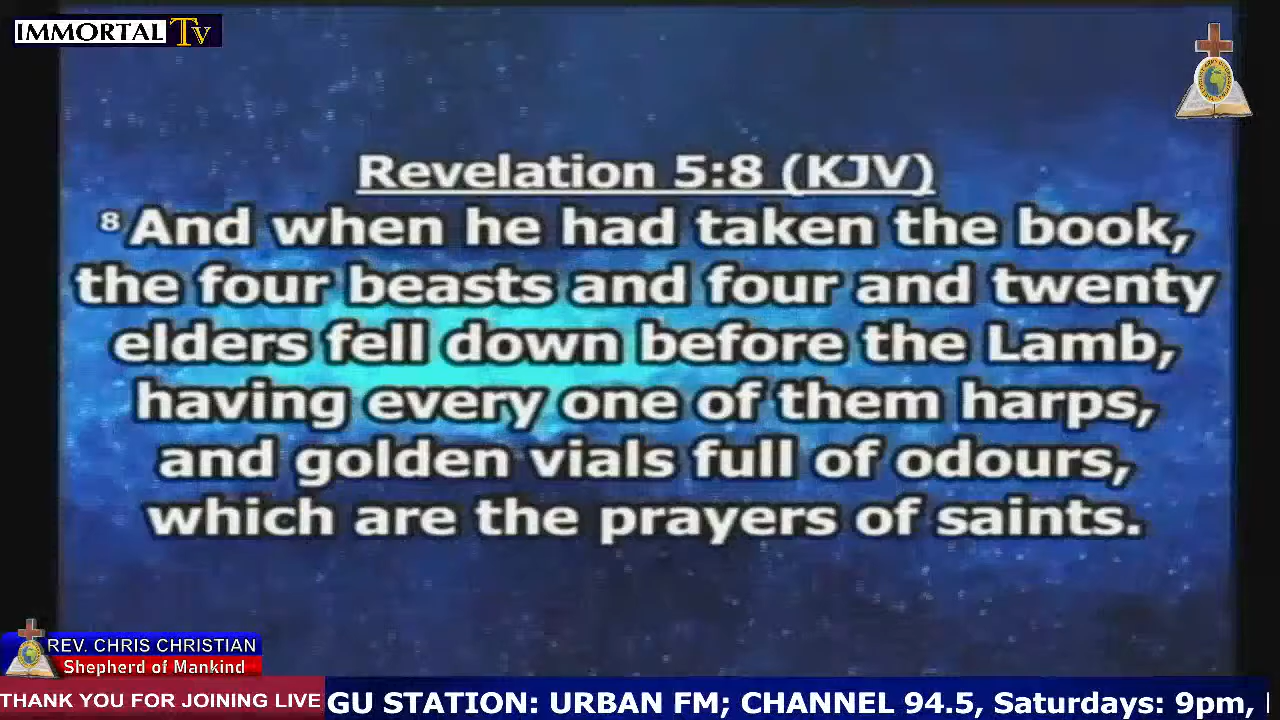 IMMORTAL Tv
Revelation 5:8 (KJV)
8 And when he had taken the book,
the four beasts and four and twenty
elders fell down before the Lamb,
having every one of them harps,
and golden vials full of odours,
which are the prayers of saints.
REV. CHRIS CHRISTIAN
Shepherd of Mankind
THANK YOU FOR JOINING LIVE
GU STATION: URBAN FM; CHANNEL 94.5, Saturdays: 9pm,